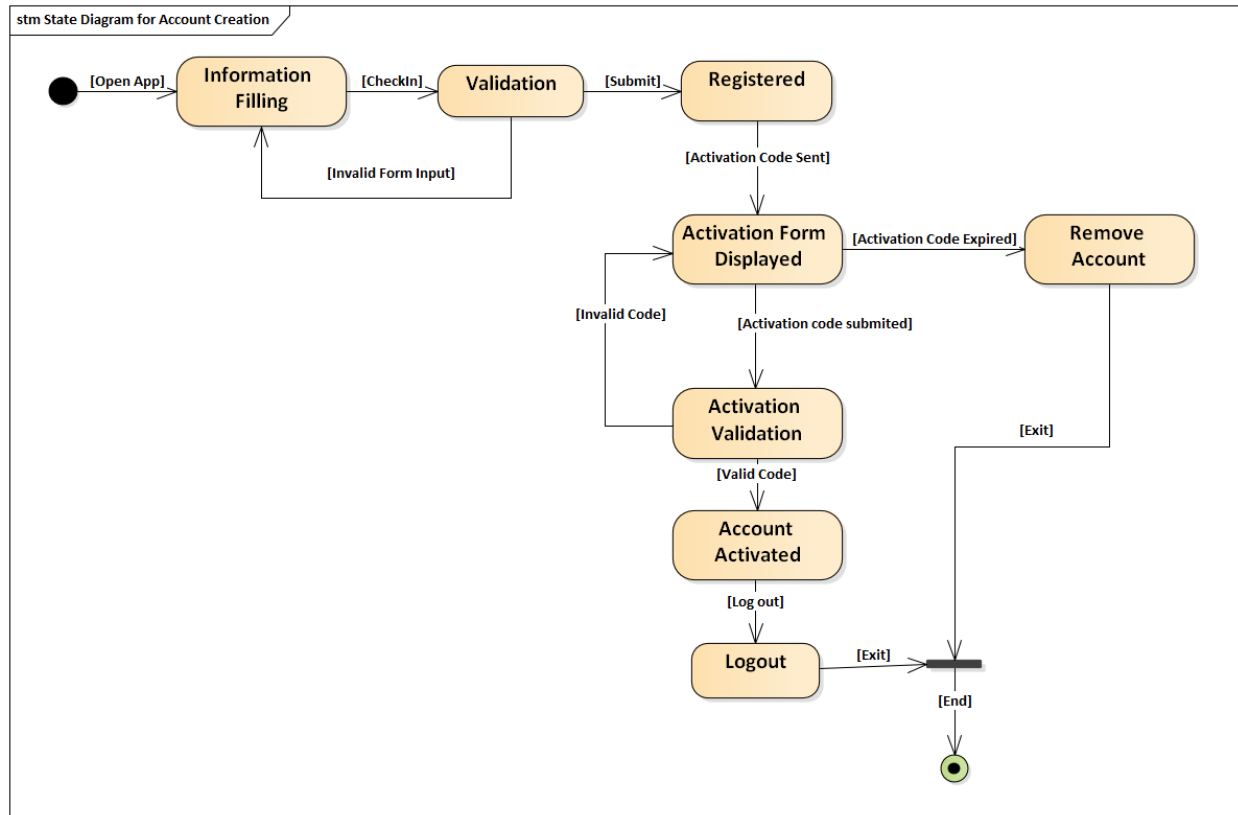 stm State Diagram for Account Creation
[Open App]
Information
Filling
[CheckIn]
Validation
[Submit]
Registered
[Invalid Form Input]
[Activation Code Sent]
Activation Form
Displayed
[Activation Code Expired]
Remove
Account
[Invalid Code]
[Activation code submited]
Activation
Validation
[Exit]
[Valid Code]
Account
Activated
[Log out]
Logout
[Exit]
[End]